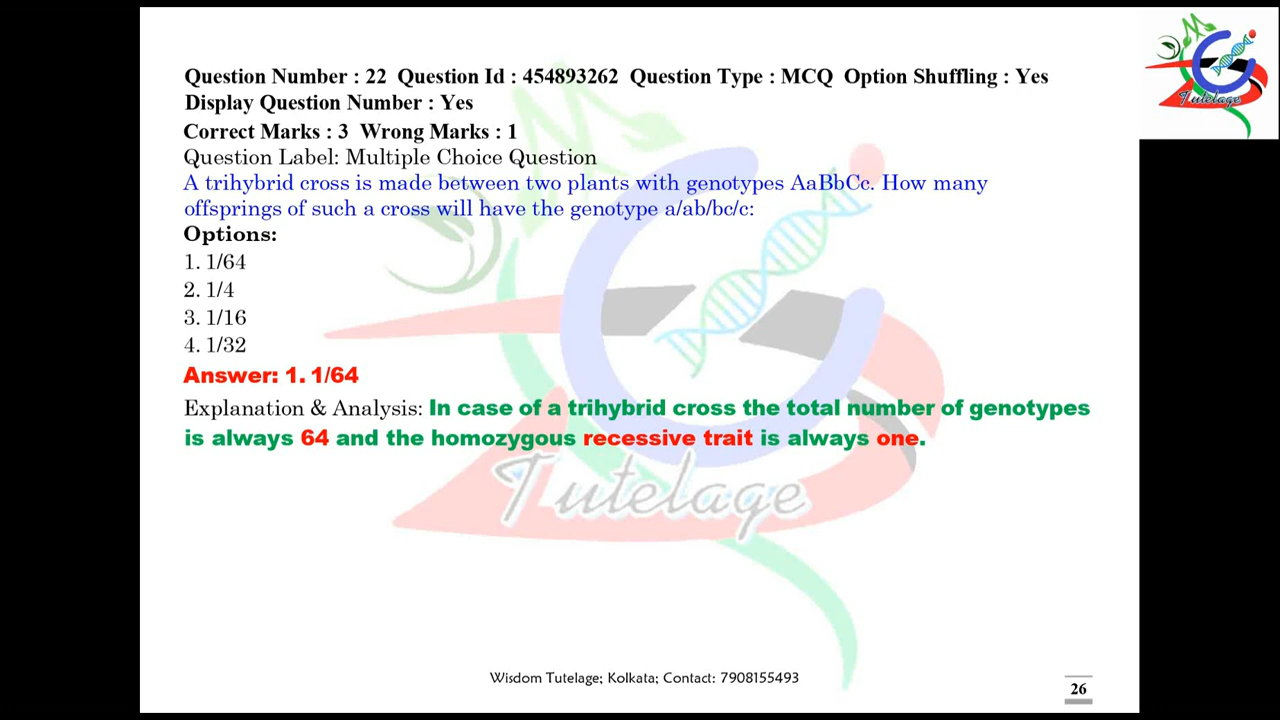 Question Number : 22 Question Id : 454893262 Question Type : MCQ Option Shuffling : Yes
Display Question Number : Yes
Correct Marks : 3 Wrong Marks : 1
Question Label: Multiple Choice Question
A trihybrid cross is made between two plants with genotypes AaBbCc. How many
offsprings of such a cross will have the genotype a/ab/bc/c:
Options:
1. 1/64
2. 1/4
3. 1/16
4. 1/32
Answer: 1. 1/64
Explanation & Analysis: In case of a trihybrid cross the total number of genotypes
is always 64 and the homozygous recessive trait is always one.
Tutelage
Wisdom Tutelage; Kolkata; Contact: 7908155493
26
Tutelage